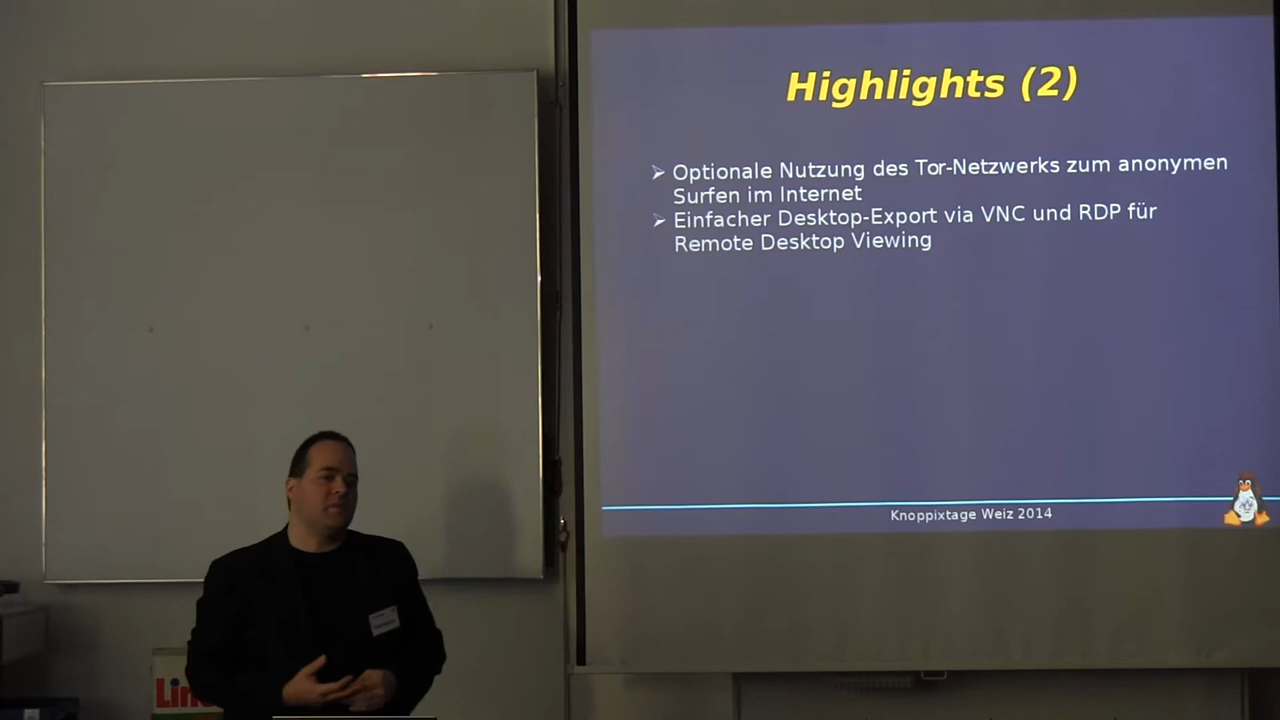 Highlights (2)
Optionale Nutzung des Tor-Netzwerks zum anonymen
Surfen im Internet
Einfacher Desktop-Export via VNC und RDP für
Remote Desktop Viewing
Knoppixtage Weiz 2014